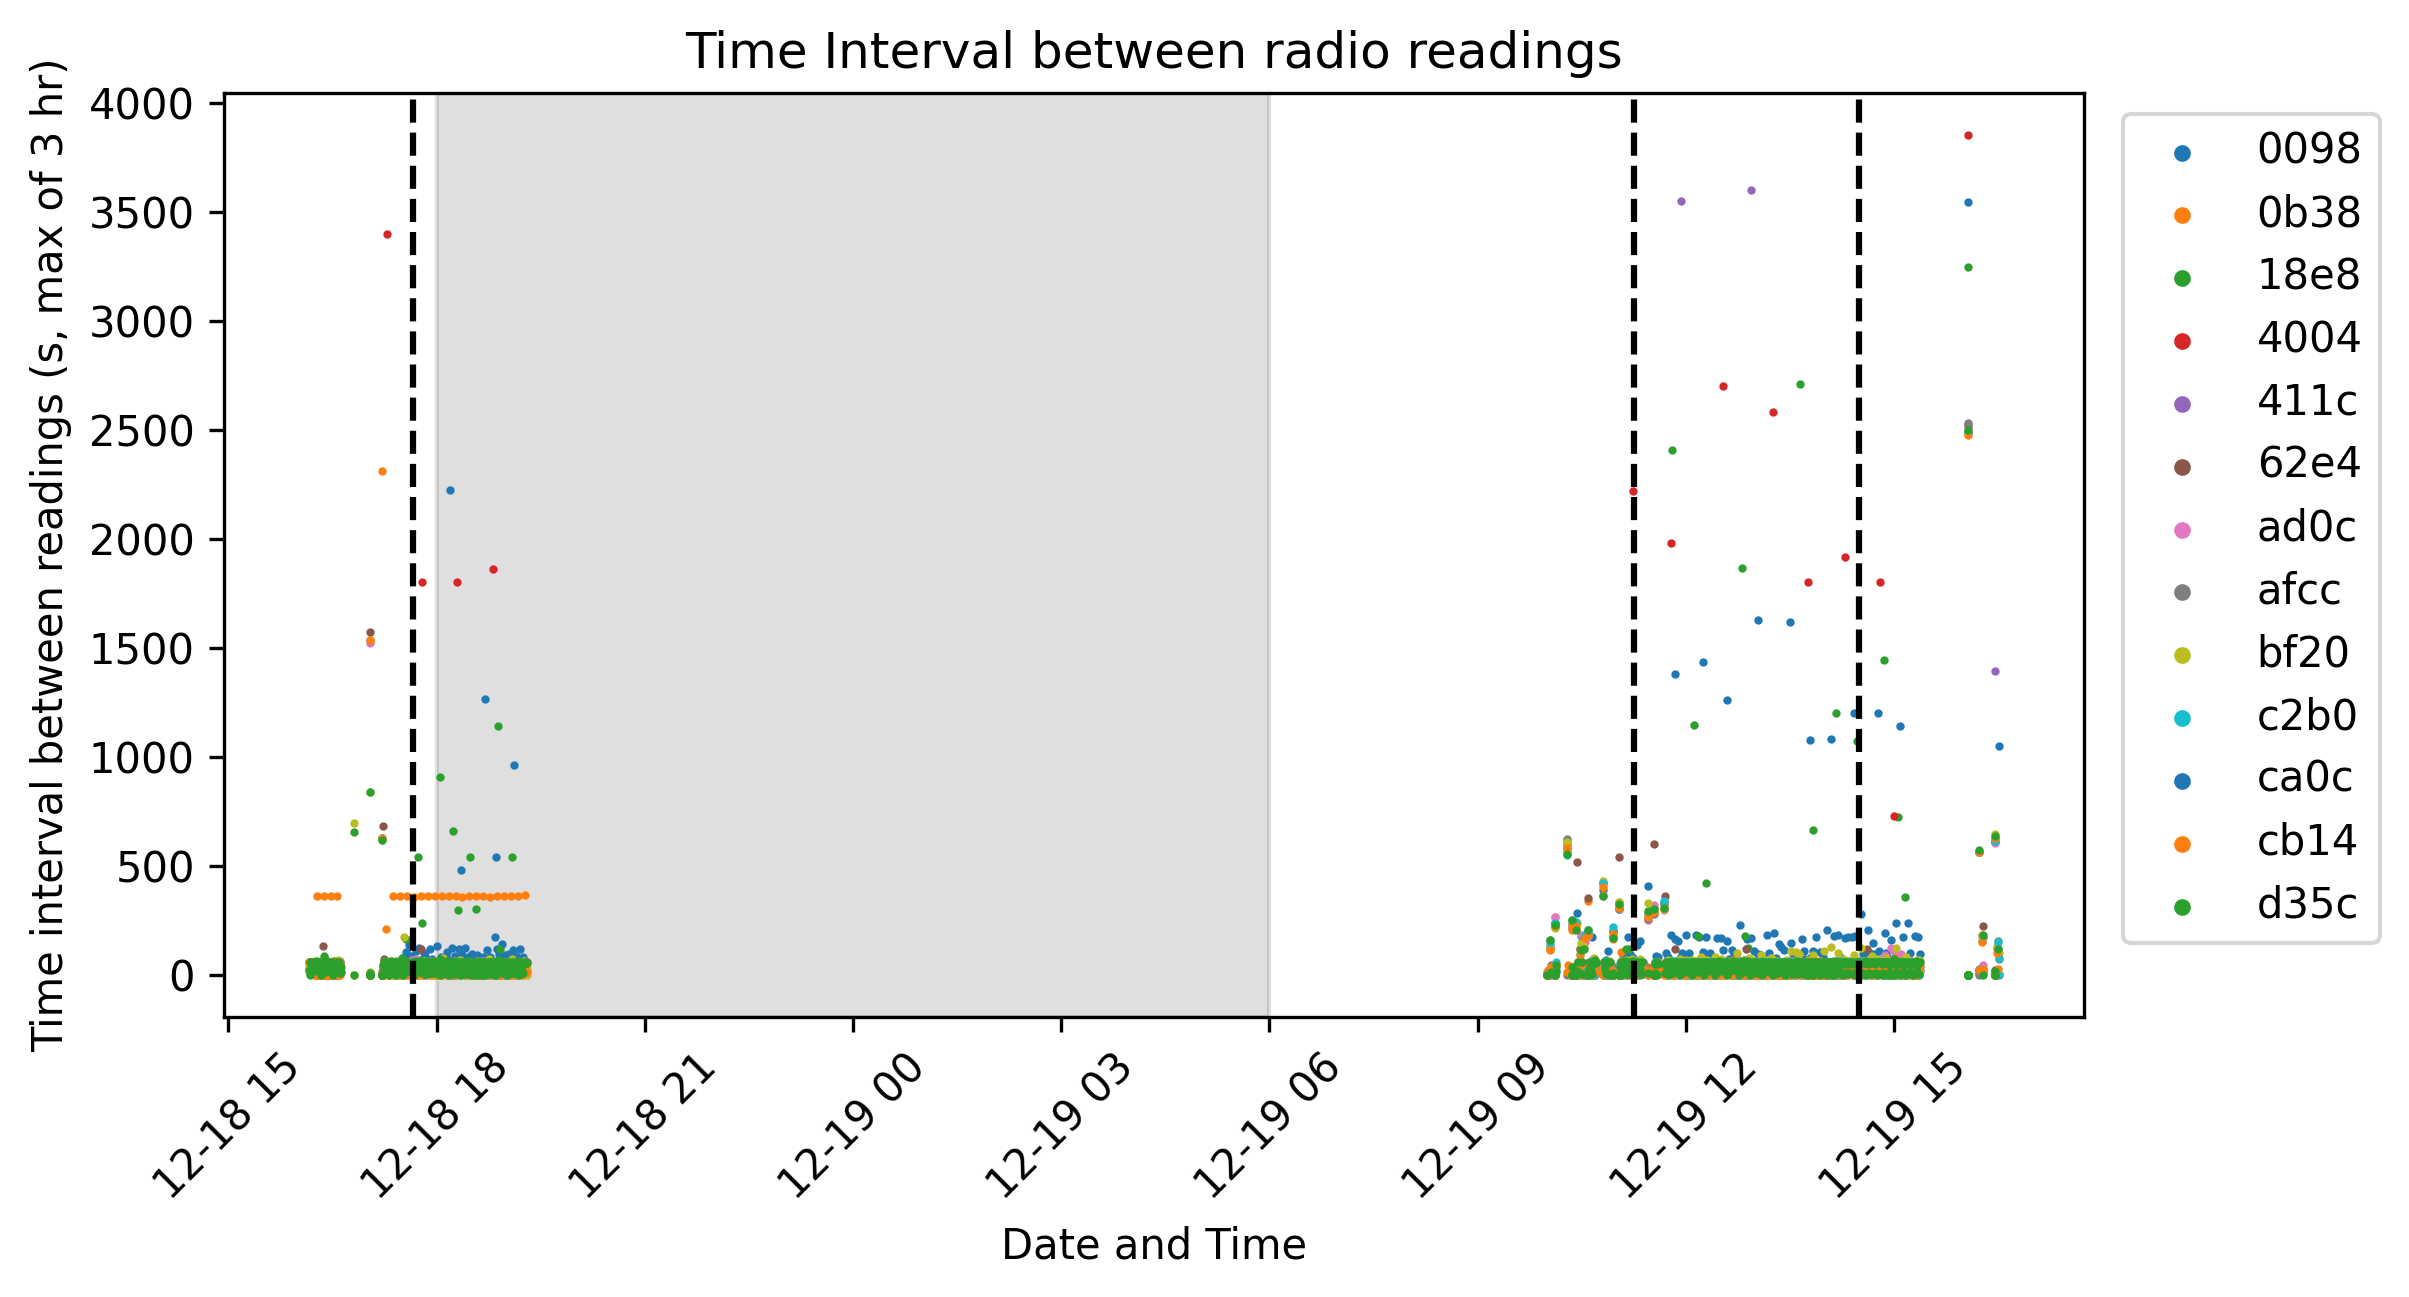 Time Interval between radio readings
Time interval between readings (s, max of 3 hr)
4000
3500
3000
2500
2000
1500
1000
500
0
12-18 15
12-18 18
12-18 21
12-19 00
12-19 03
12-19 06
12-19 09
12-19 12
12-19 15
Date and Time
0098
0b38
18e8
4004
411c
62e4
ad0c
afcc
bf20
c2b0
ca0c
cb14
d35c